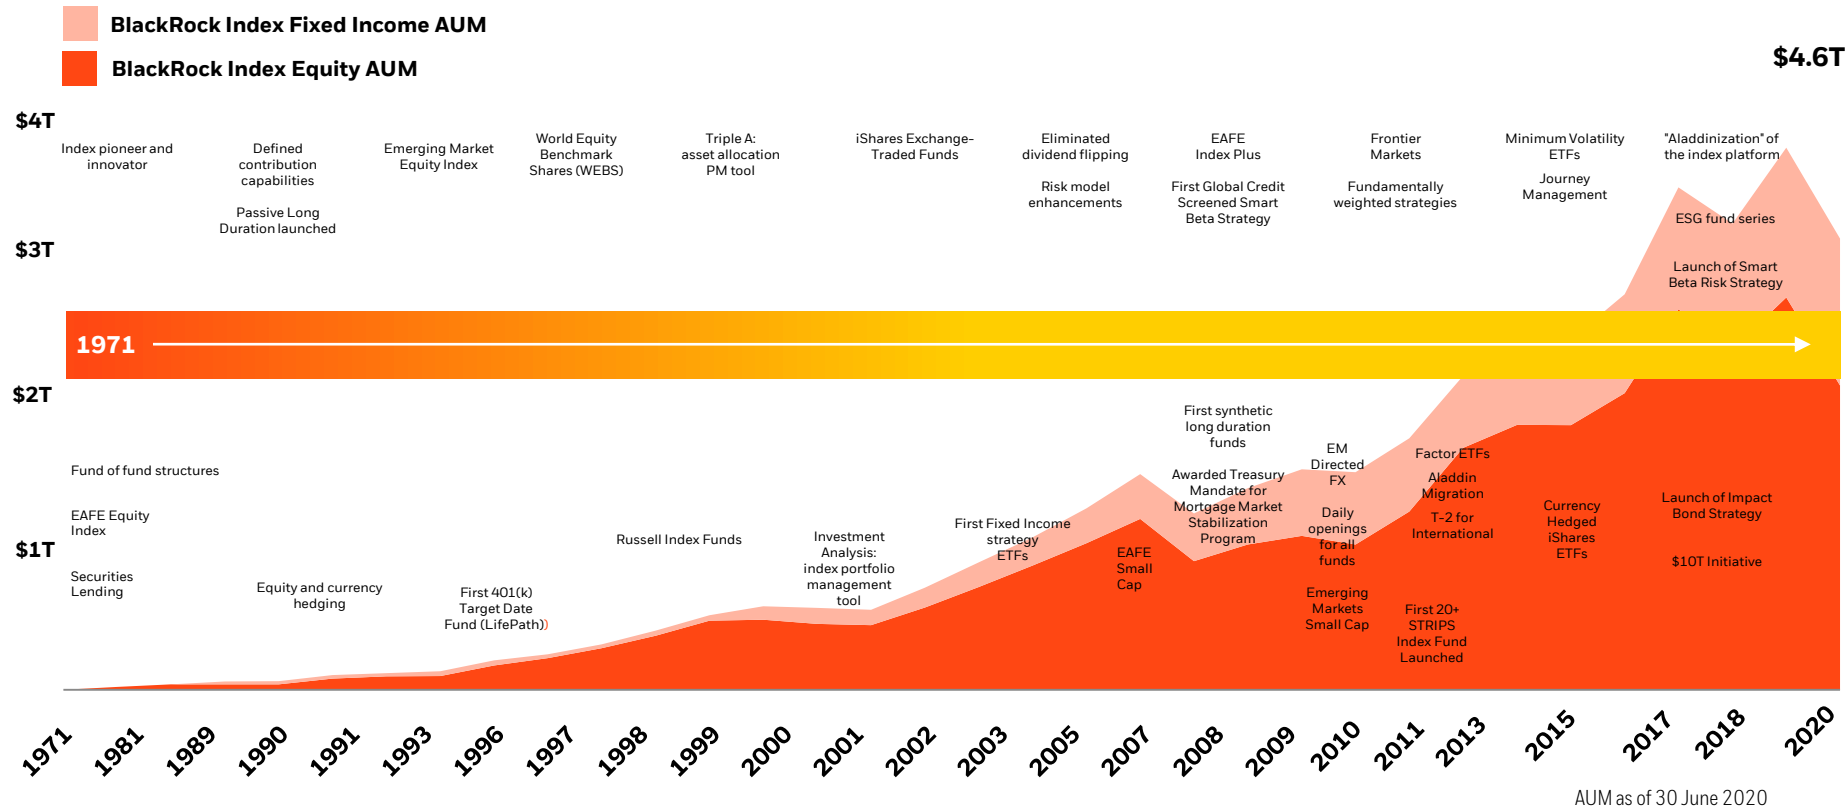 BlackRock Index Fixed Income AUM
BlackRock Index Equity AUM
$4.6T
$4T
$3T
$2T
$1T
Index pioneer and
innovator
Defined
contribution
capabilities
Passive Long
Duration launched
Emerging Market
Equity Index
World Equity
Benchmark
Shares (WEBS)
Triple A:
asset allocation
PM tool
iShares Exchange-
Traded Funds
Eliminated
dividend flipping
Risk model
enhancements
EAFE
Index Plus
First Global Credit
Screened Smart
Beta Strategy
Frontier
Markets
Fundamentally
weighted strategies
Minimum Volatility
ETFs
Journey
Management
"Aladdinization" of
the index platform
ESG fund series
Launch of Smart
Beta Risk Strategy
1971
Fund of fund structures
EAFE Equity
Index
Securities
Lending
Equity and currency
hedging
First 401(k)
Target Date
Fund (LifePath))
Russell Index Funds
Investment
Analysis:
index portfolio
management
tool
First Fixed Income
strategy
ETFs
EAFE
Small
Cap
First synthetic
long duration
funds
Awarded Treasury
Mandate for
Mortgage Market
Stabilization
Program
EM
Directed
FX
Daily
openings
for all
funds
Emerging
Markets
Small Cap
Factor ETFs
Aladdin
Migration
T-2 for
International
First 20+
STRIPS
Index Fund
Launched
Currency
Hedged
iShares
ETFs
Launch of Impact
Bond Strategy
$10T Initiative
1971
1981
1989
1990
1991
1993
1996
1997
1998
1999
2000
2001
2002
2003
2005
2007
2008
2009
2010
2011
2013
2015
2017
2018
2020
AUM as of 30 June 2020